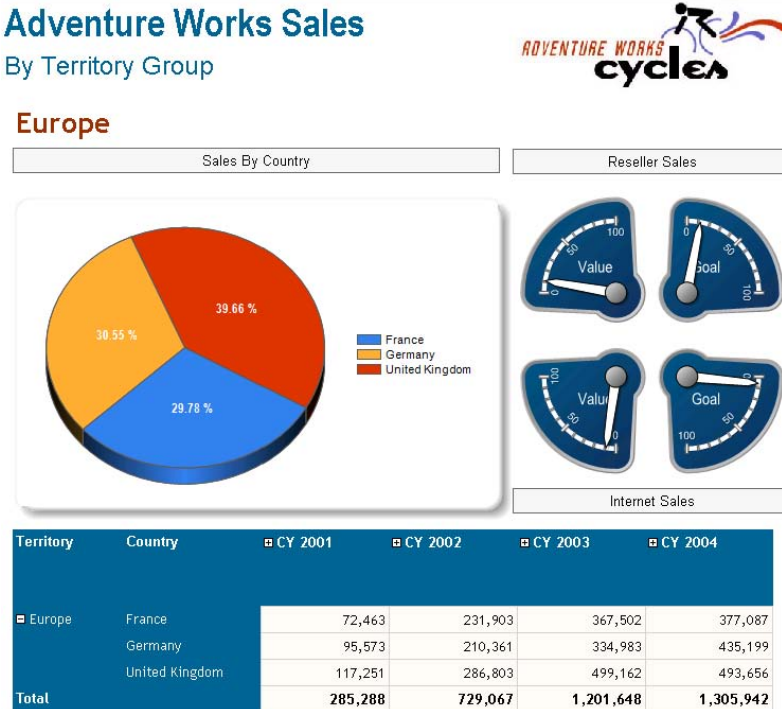 Adventure Works Sales
By Territory Group
ADVENTURE WORKS
cycles
Europe
Sales By Country
Reseller Sales
39.66 %
30.55 %
29.78 %
France
Germany
United Kingdom
0 50 100
Value
0 50 100
Goal
100 50 0
Value
0 50 100
Goal
Internet Sales
Territory Country CY 2001 CY 2002 CY 2003 CY 2004
Europe France 72,463 231,903 367,502 377,087
Germany 95,573 210,361 334,983 435,199
United Kingdom 117,251 286,803 499,162 493,656
Total 285,288 729,067 1,201,648 1,305,942